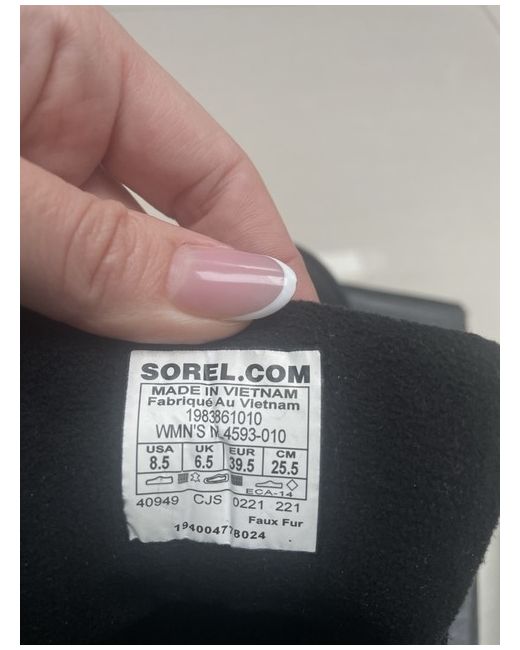 SOREL.COM
MADE IN VIETNAM
Fabriqué Au Vietnam
1983861010
WMN'S N 4593-010
USA UK EUR CM
8.5 6.5 39.5 25.5
ECA-14
40949 CJS 0221 221
Faux Fur